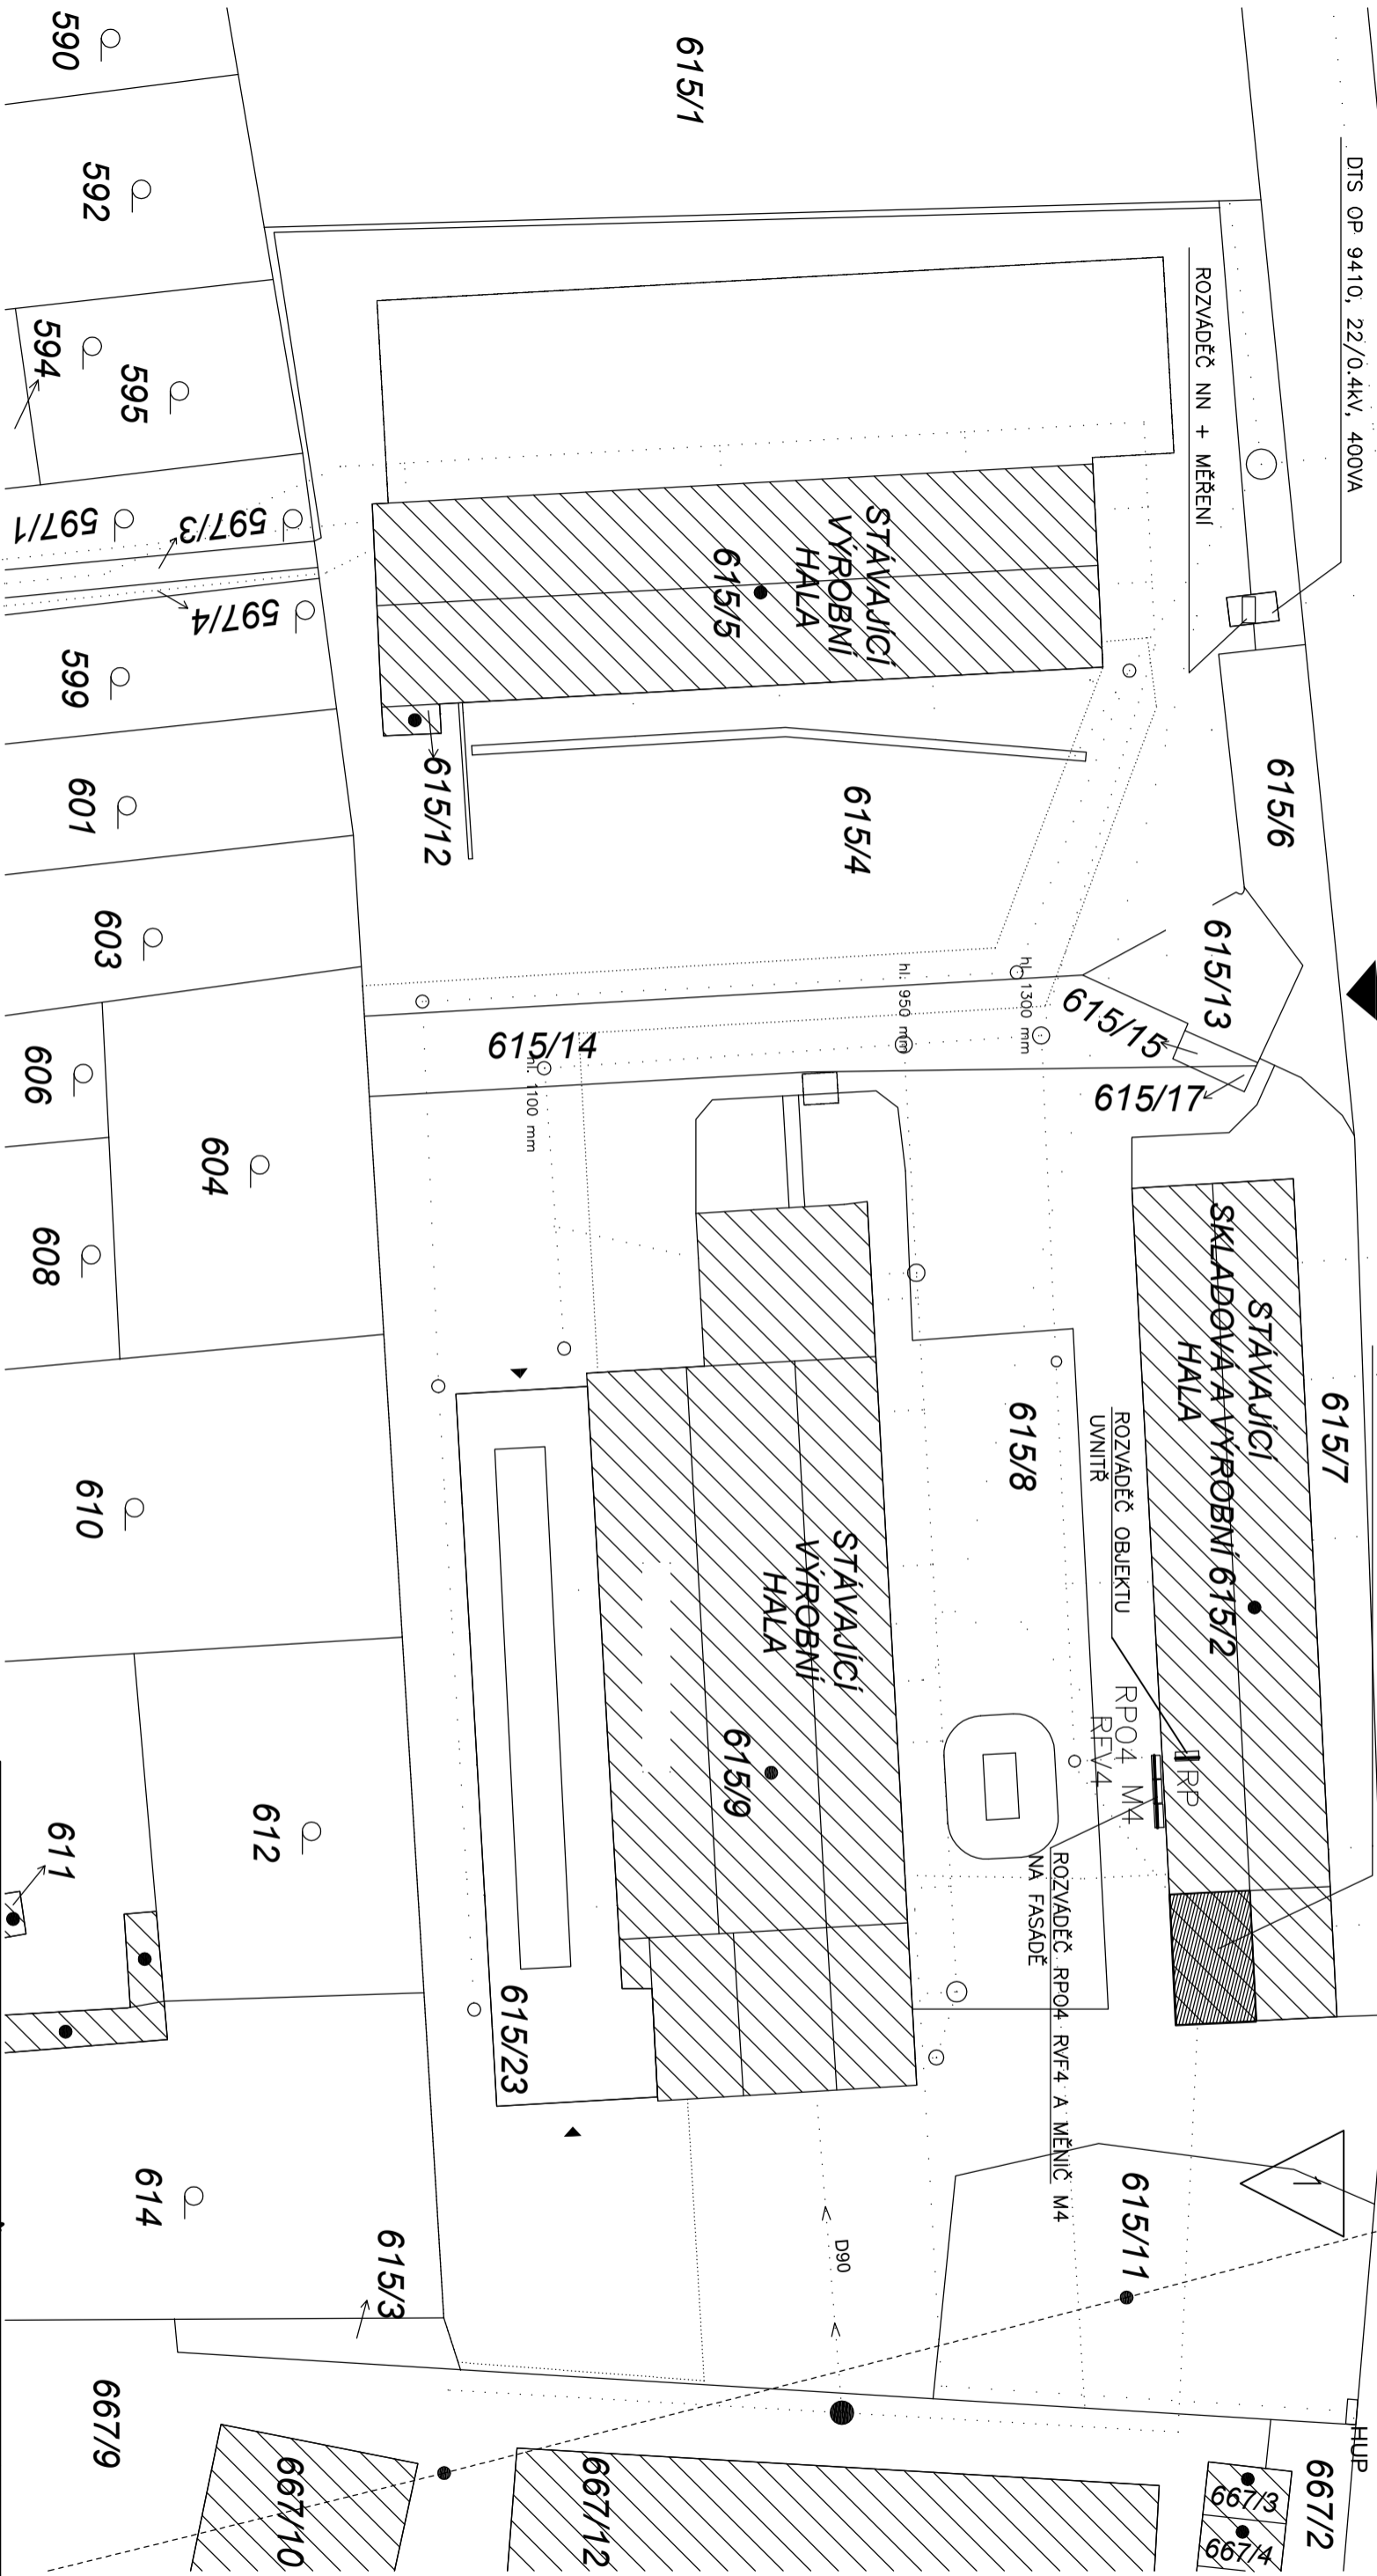 DTS OP 9410, 22/0.4kV, 400VA
ROZVÁDĚČ NN + MĚŘENÍ
615/1
590
592
594
595
597/1
597/3
597/4
599
601
603
606
604
608
610
612
611
614
STÁVAJÍCÍ
VÝROBNÍ
HALA
615/5
615/12
615/4
615/6
615/13
615/15
615/17
615/14
hl. 950 mm
hl. 1300 mm
hl. 1100 mm
STÁVAJÍCÍ
SKLADOVÁ A VÝROBNÍ 615/2
HALA
615/7
615/8
ROZVÁDĚČ OBJEKTU
UVNITŘ
RP04 M4
RFV4
RP
ROZVÁDĚČ RPO4 RVF4 A MĚNIČ M4
NA FASÁDĚ
STÁVAJÍCÍ
VÝROBNÍ
HALA
615/9
615/23
615/11
1
D90
615/3
HUP
667/2
667/3
667/4
667/9
667/10
667/12